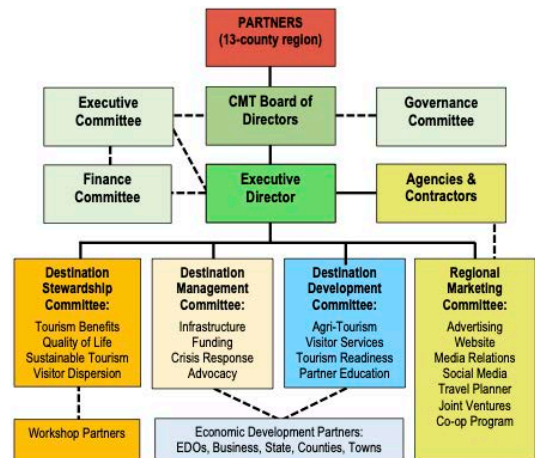 PARTNERS
(13-county region)
Executive
Committee
CMT Board of
Directors
Governance
Committee
Finance
Committee
Executive
Director
Agencies &
Contractors
Destination
Stewardship
Committee:
Tourism Benefits
Quality of Life
Sustainable Tourism
Visitor Dispersion
Destination
Management
Committee:
Infrastructure
Funding
Crisis Response
Advocacy
Destination
Development
Committee:
Agri-Tourism
Visitor Services
Tourism Readiness
Partner Education
Regional
Marketing
Committee:
Advertising
Website
Media Relations
Social Media
Travel Planner
Joint Ventures
Co-op Program
Workshop Partners
Economic Development Partners:
EDOs, Business, State, Counties, Towns